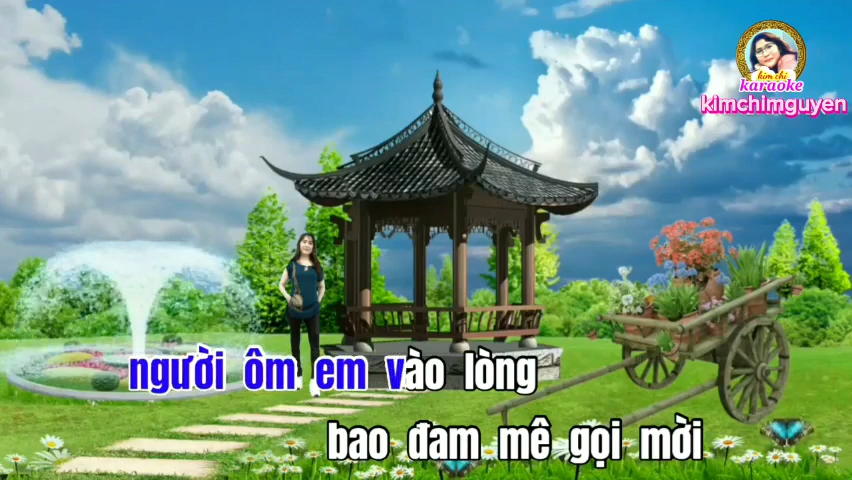 kim chi
karaoke
kimchimguyen
người ôm em vào lòng
bao đam mê gọi mời